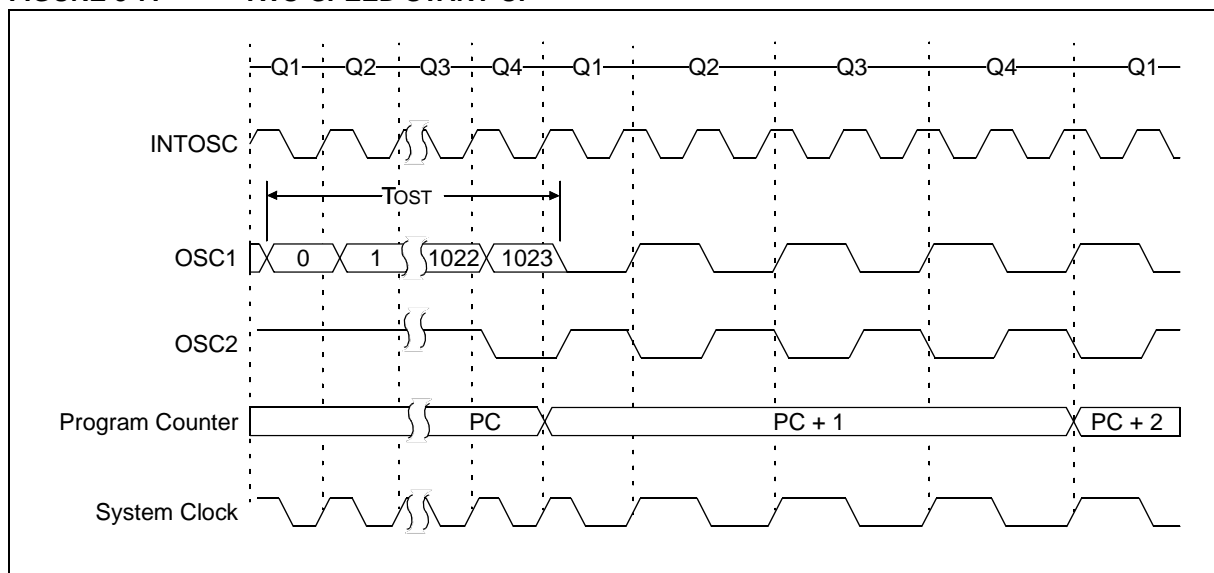 Q1 Q2 Q3 Q4 Q1 Q2 Q3 Q4 Q1
INTOSC
TOST
OSC1 0 1 1022 1023
OSC2
Program Counter PC PC + 1 PC + 2
System Clock